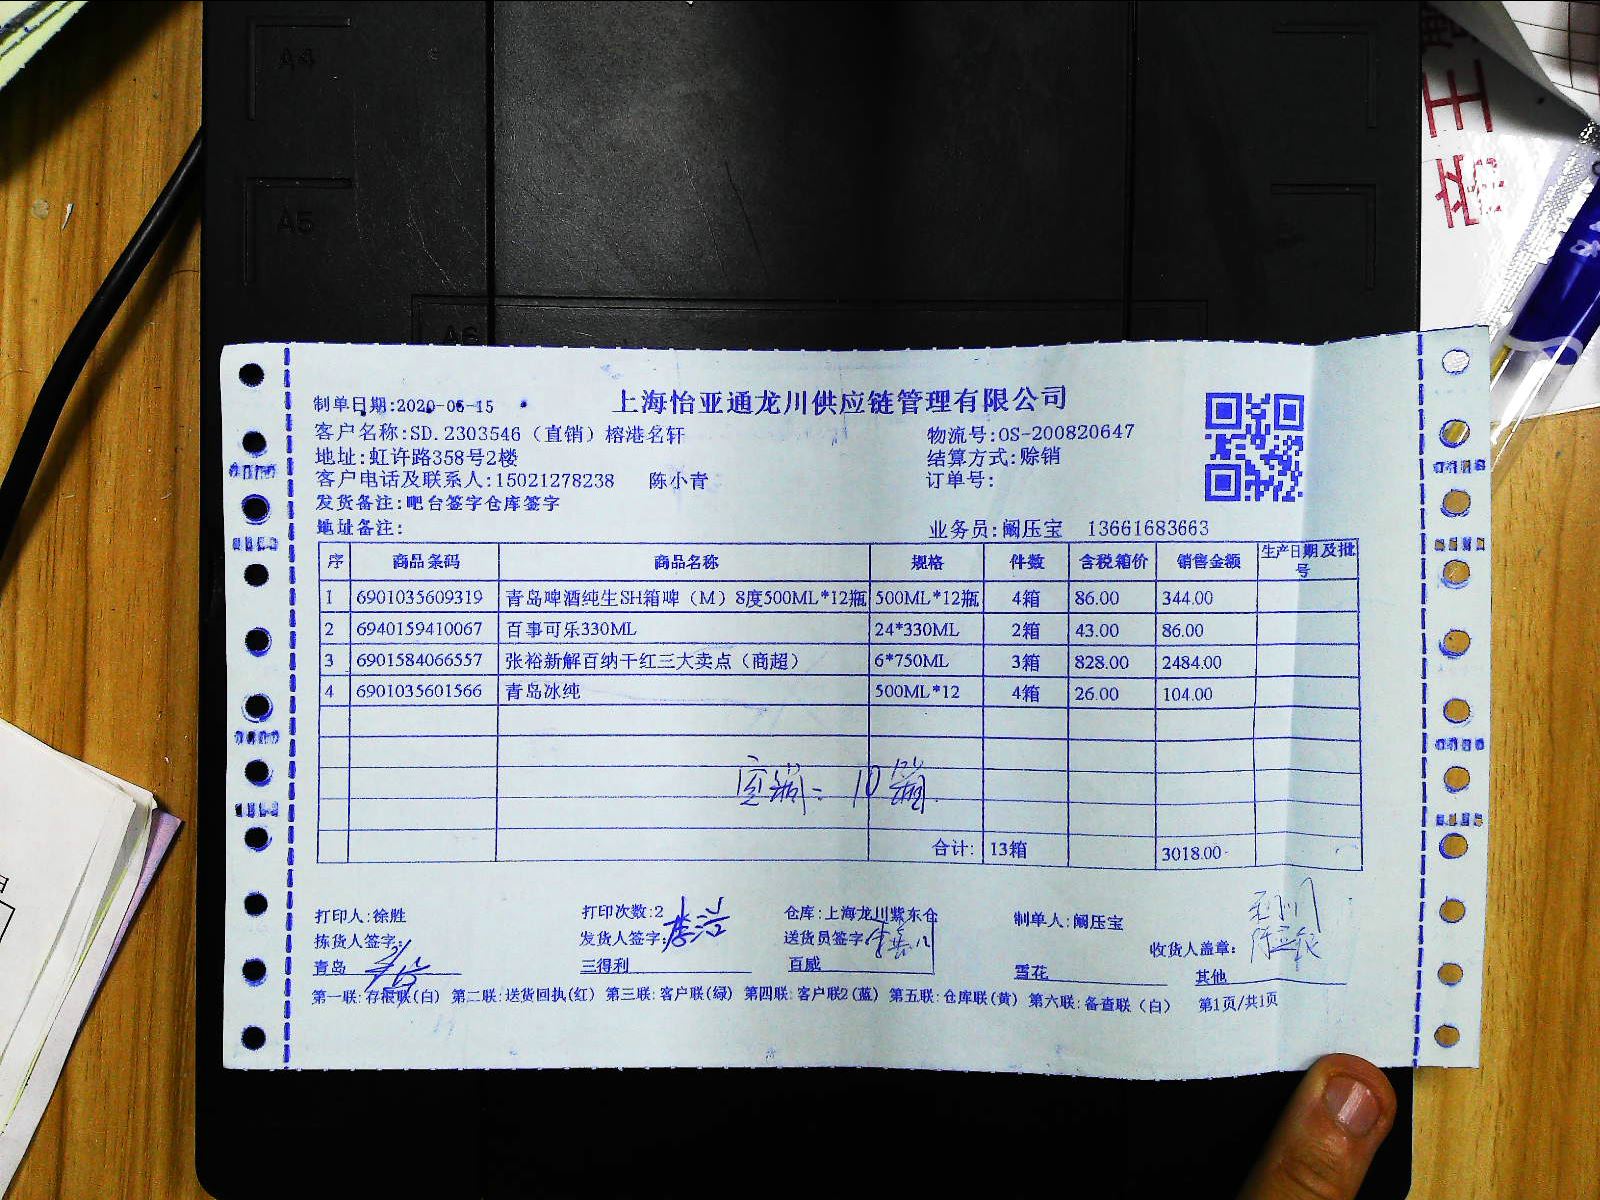 A4
A5
A6
帝王
上海怡亚通龙川供应链管理有限公司
制单日期:2020-06-15
客户名称:SD.2303546（直销）榕港名轩 物流号:OS-200820647
地址:虹许路358号2楼 结算方式:赊销
客户电话及联系人:15021278238 陈小青 订单号:
发货备注:吧台签字仓库签字
地址备注: 业务员:阚压宝 13661683663
序 商品条码 商品名称 规格 件数 含税箱价 销售金额 生产日期及批号
1 6901035609319 青岛啤酒纯生SH箱啤（M）8度500ML*12瓶 500ML*12瓶 4箱 86.00 344.00
2 6940159410067 百事可乐330ML 24*330ML 2箱 43.00 86.00
3 6901584066557 张裕新解百纳干红三大卖点（商超） 6*750ML 3箱 828.00 2484.00
4 6901035601566 青岛冰纯 500ML*12 4箱 26.00 104.00
空瓶: 10箱
合计: 13箱 3018.00
打印人:徐胜 打印次数:2 仓库:上海龙川紫东仓 制单人:阚压宝
拣货人签字: 发货人签字: 李洁 送货员签字: 收货人盖章:
青岛 三得利 百威 雪花 其他
第一联:存根联(白) 第二联:送货回执(红) 第三联:客户联(绿) 第四联:客户联2(蓝) 第五联:仓库联(黄) 第六联:备查联（白） 第1页/共1页